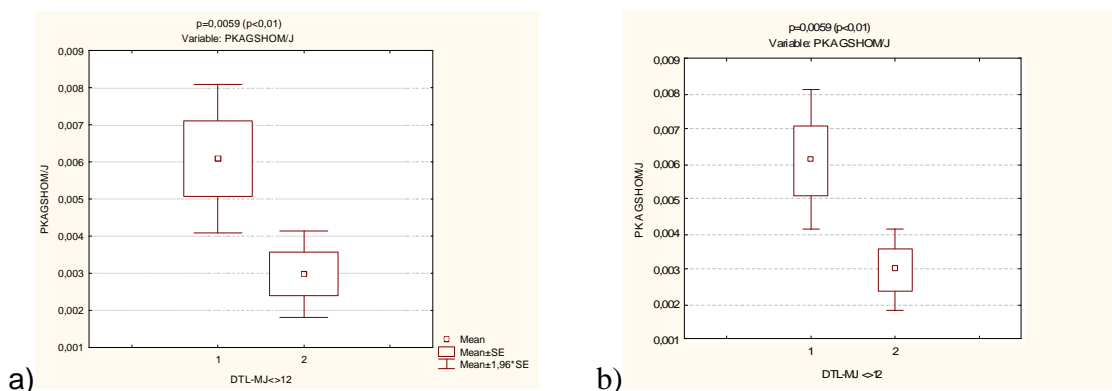 p=0,0059 (p<0,01)
Variable: PKAGSHOM/J
0,009
0,008
0,007
0,006
0,005
0,004
0,003
0,002
0,001
PKAGSHOM/J
1
2
DTL-MJ<>12
Mean
Mean±SE
Mean±1,96*SE
a)
p=0,0059 (p<0,01)
Variable: PKAGSHOM/J
0,009
0,008
0,007
0,006
0,005
0,004
0,003
0,002
0,001
PKAGSHOM/J
1
2
DTL-MJ <>12
b)